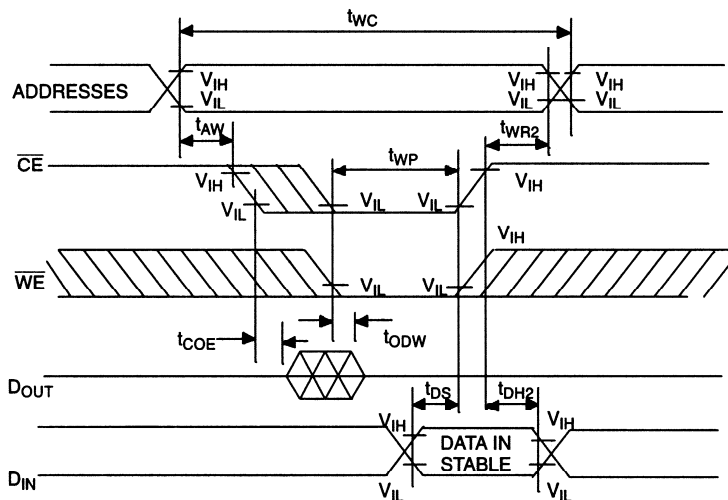 tWC
ADDRESSES
VIH VIH VIH
VIL VIL VIL
tAW tWR2
CE
tWP
VIH VIH
VIL VIL VIL
VIH
WE
VIL VIL
tCOE tODW
DOUT
tDS tDH2
VIH VIH
DATA IN
STABLE
DIN
VIL VIL